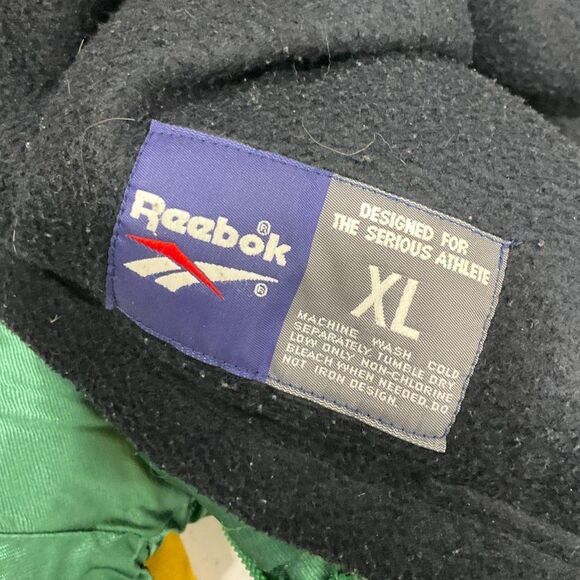 Reebok®
®
DESIGNED FOR
THE SERIOUS ATHLETE
XL
MACHINE WASH COLD
SEPARATELY. TUMBLE DRY
LOW ONLY NON-CHLORINE
BLEACH WHEN NEEDED. DO
NOT IRON DESIGN.